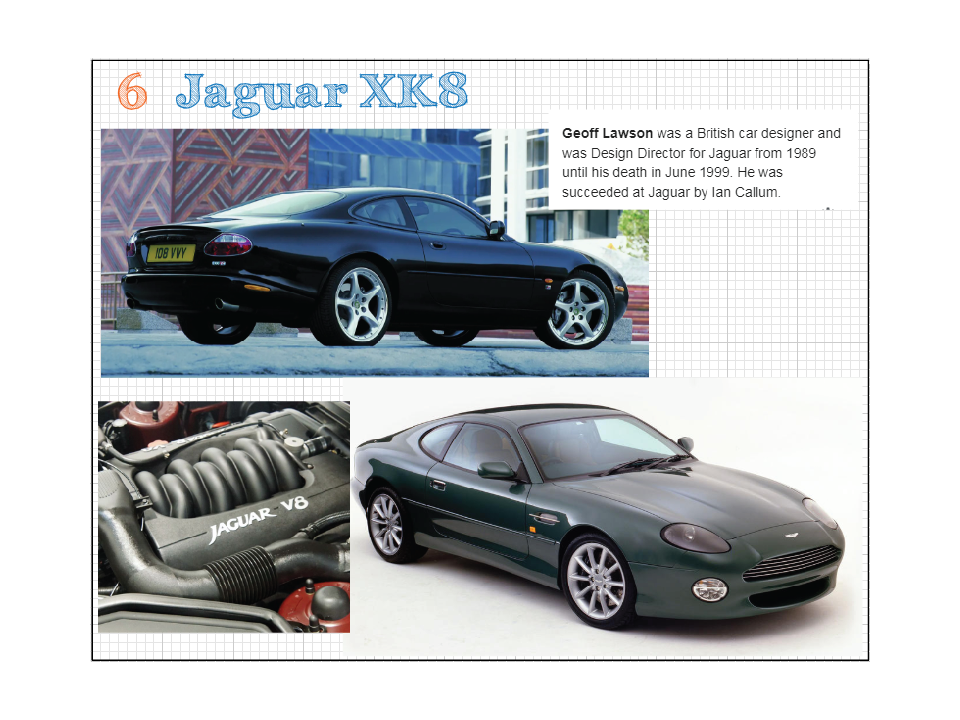 6 Jaguar XK8
Geoff Lawson was a British car designer and
was Design Director for Jaguar from 1989
until his death in June 1999. He was
succeeded at Jaguar by Ian Callum.
108 VVY
JAGUAR V8